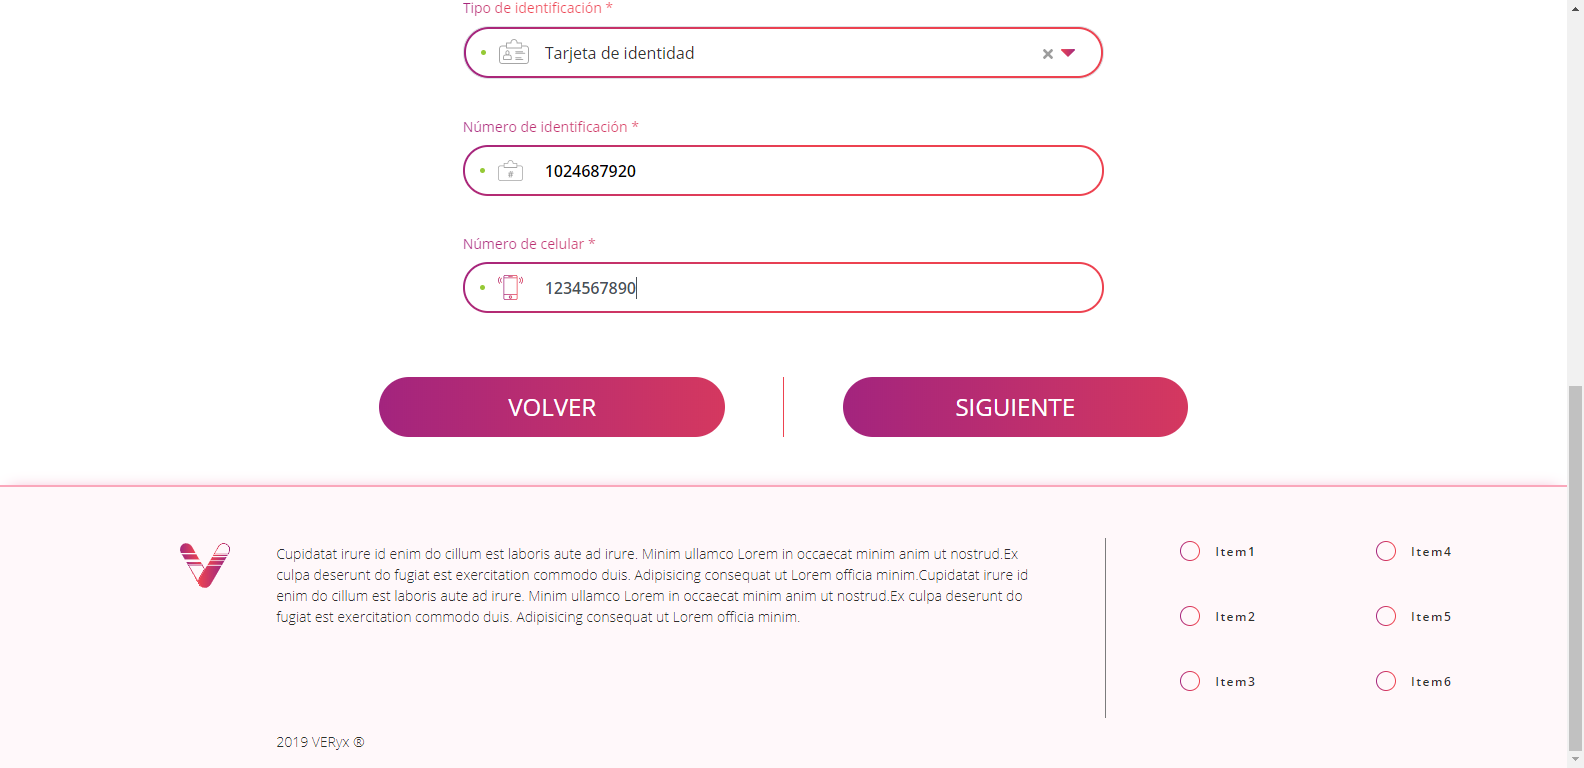 Tipo de identificación *
Tarjeta de identidad
Número de identificación *
#
1024687920
Número de celular *
1234567890
VOLVER
SIGUIENTE
Cupidatat irure id enim do cillum est laboris aute ad irure. Minim ullamco Lorem in occaecat minim anim ut nostrud.Ex
culpa deserunt do fugiat est exercitation commodo duis. Adipisicing consequat ut Lorem officia minim.Cupidatat irure id
enim do cillum est laboris aute ad irure. Minim ullamco Lorem in occaecat minim anim ut nostrud.Ex culpa deserunt do
fugiat est exercitation commodo duis. Adipisicing consequat ut Lorem officia minim.
2019 VERyx ®
Item1
Item4
Item2
Item5
Item3
Item6